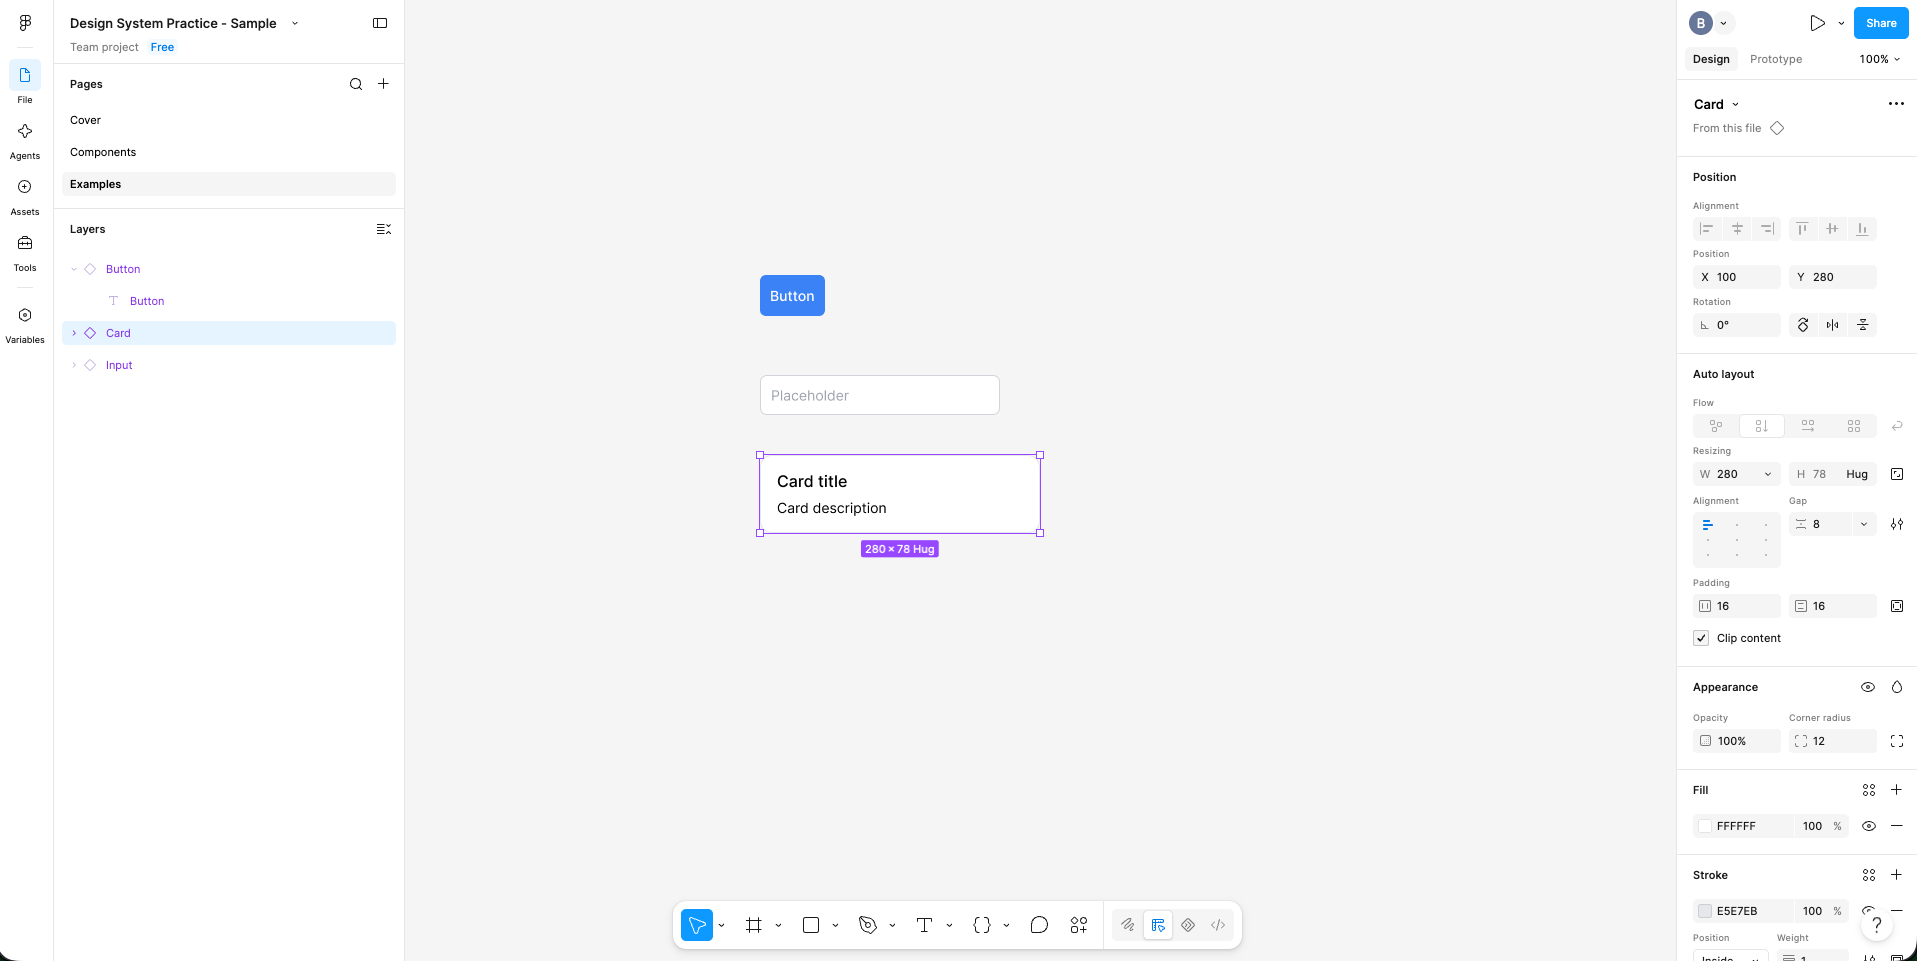 Design System Practice - Sample
Team project Free
File
Agents
Assets
Tools
Variables
Pages
Cover
Components
Examples
Layers
Button
Button
Card
Input
Button
Placeholder
Card title
Card description
280 × 78 Hug
B
Share
Design Prototype 100%
Card
From this file
Position
Alignment
Position
X 100 Y 280
Rotation
0°
Auto layout
Flow
Resizing
W 280 H 78 Hug
Alignment Gap
8
Padding
16 16
Clip content
Appearance
Opacity Corner radius
100% 12
Fill
FFFFFF 100 %
Stroke
E5E7EB 100 %
Position Weight
Inside 1
?